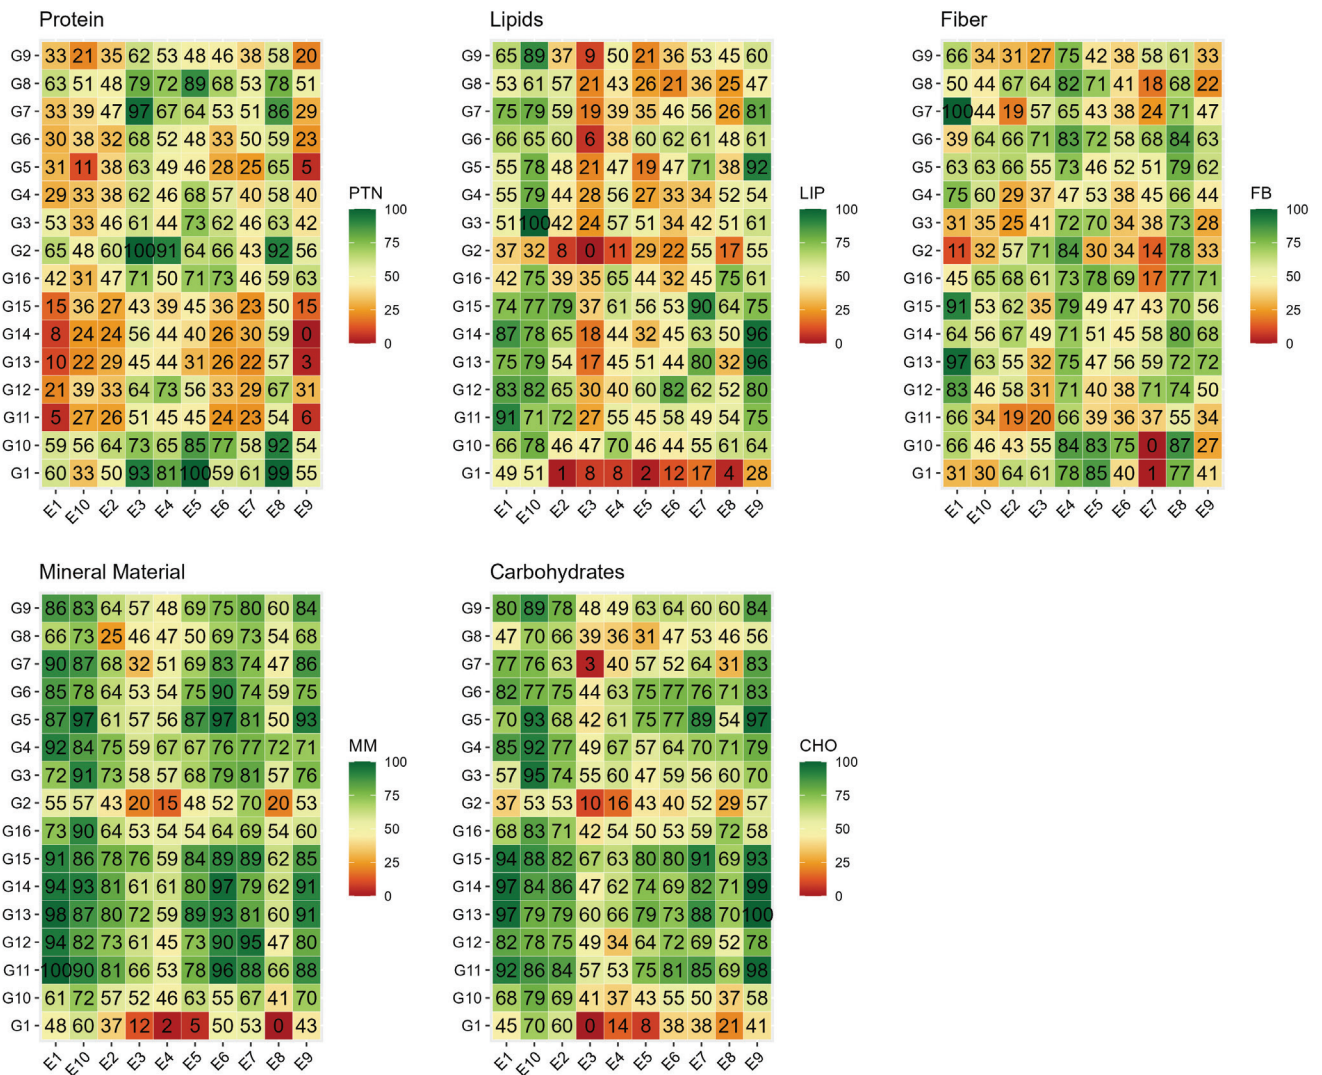 Protein
G9 33 21 35 62 53 48 46 38 58 20
G8 63 51 48 79 72 89 68 53 78 51
G7 33 39 47 97 67 64 53 51 86 29
G6 30 38 32 68 52 48 33 50 59 23
G5 31 11 38 63 49 46 28 25 65 5
G4 29 33 38 62 46 68 57 40 58 40
G3 53 33 46 61 44 73 62 46 63 42
G2 65 48 60 100 91 64 66 43 92 56
G16 42 31 47 71 50 71 73 46 59 63
G15 15 36 27 43 39 45 36 23 50 15
G14 8 24 24 56 44 40 26 30 59 0
G13 10 22 29 45 44 31 26 22 57 3
G12 21 39 33 64 73 56 33 29 67 31
G11 5 27 26 51 45 45 24 23 54 6
G10 59 56 64 73 65 85 77 58 92 54
G1 60 33 50 93 81 100 59 61 99 55
E1 E10 E2 E3 E4 E5 E6 E7 E8 E9
PTN
100
75
50
25
0
Lipids
G9 65 89 37 9 50 21 36 53 45 60
G8 53 61 57 21 43 26 21 36 25 47
G7 75 79 59 19 39 35 46 56 26 81
G6 66 65 60 6 38 60 62 61 48 61
G5 55 78 48 21 47 19 47 71 38 92
G4 55 79 44 28 56 27 33 34 52 54
G3 51 100 42 24 57 51 34 42 51 61
G2 37 32 8 0 11 29 22 55 17 55
G16 42 75 39 35 65 44 32 45 75 61
G15 74 77 79 37 61 56 53 90 64 75
G14 87 78 65 18 44 32 45 63 50 96
G13 75 79 54 17 45 51 44 80 32 96
G12 83 82 65 30 40 60 82 62 52 80
G11 91 71 72 27 55 45 58 49 54 75
G10 66 78 46 47 70 46 44 55 61 64
G1 49 51 1 8 8 2 12 17 4 28
E1 E10 E2 E3 E4 E5 E6 E7 E8 E9
LIP
100
75
50
25
0
Fiber
G9 66 34 31 27 75 42 38 58 61 33
G8 50 44 67 64 82 71 41 18 68 22
G7 100 44 19 57 65 43 38 24 71 47
G6 39 64 66 71 83 72 58 68 84 63
G5 63 63 66 55 73 46 52 51 79 62
G4 75 60 29 37 47 53 38 45 66 44
G3 31 35 25 41 72 70 34 38 73 28
G2 11 32 57 71 84 30 34 14 78 33
G16 45 65 68 61 73 78 69 17 77 71
G15 91 53 62 35 79 49 47 43 70 56
G14 64 56 67 49 71 51 45 58 80 68
G13 97 63 55 32 75 47 56 59 72 72
G12 83 46 58 31 71 40 38 71 74 50
G11 66 34 19 20 66 39 36 37 55 34
G10 66 46 43 55 84 83 75 0 87 27
G1 31 30 64 61 78 85 40 1 77 41
E1 E10 E2 E3 E4 E5 E6 E7 E8 E9
FB
100
75
50
25
0
Mineral Material
G9 86 83 64 57 48 69 75 80 60 84
G8 66 73 25 46 47 50 69 73 54 68
G7 90 87 68 32 51 69 83 74 47 86
G6 85 78 64 53 54 75 90 74 59 75
G5 87 97 61 57 56 87 97 81 50 93
G4 92 84 75 59 67 67 76 77 72 71
G3 72 91 73 58 57 68 79 81 57 76
G2 55 57 43 20 15 48 52 70 20 53
G16 73 90 64 53 54 54 64 69 54 60
G15 91 86 78 76 59 84 89 89 62 85
G14 94 93 81 61 61 80 97 79 62 91
G13 98 87 80 72 59 89 93 81 60 91
G12 94 82 73 61 45 73 90 95 47 80
G11 100 90 81 66 53 78 96 88 66 88
G10 61 72 57 52 46 63 55 67 41 70
G1 48 60 37 12 2 5 50 53 0 43
E1 E10 E2 E3 E4 E5 E6 E7 E8 E9
MM
100
75
50
25
0
Carbohydrates
G9 80 89 78 48 49 63 64 60 60 84
G8 47 70 66 39 36 31 47 53 46 56
G7 77 76 63 3 40 57 52 64 31 83
G6 82 77 75 44 63 75 77 76 71 83
G5 70 93 68 42 61 75 77 89 54 97
G4 85 92 77 49 67 57 64 70 71 79
G3 57 95 74 55 60 47 59 56 60 70
G2 37 53 53 10 16 43 40 52 29 57
G16 68 83 71 42 54 50 53 59 72 58
G15 94 88 82 67 63 80 80 91 69 93
G14 97 84 86 47 62 74 69 82 71 99
G13 97 79 79 60 66 79 73 88 70 100
G12 82 78 75 49 34 64 72 69 52 78
G11 92 86 84 57 53 75 81 85 69 98
G10 68 79 69 41 37 43 55 50 37 58
G1 45 70 60 0 14 8 38 38 21 41
E1 E10 E2 E3 E4 E5 E6 E7 E8 E9
CHO
100
75
50
25
0